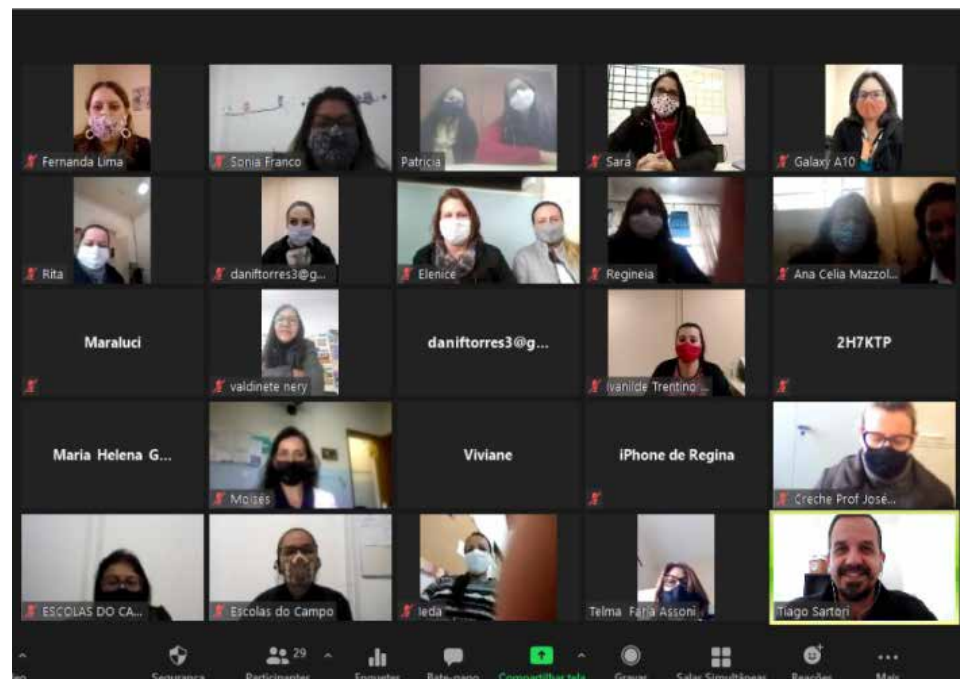 Fernanda Lima
Sonia Franco
Patricia
Sara
Galaxy A10
Rita
daniftorres3@g...
Elenice
Regineia
Ana Celia Mazzol...
Maraluci
valdinete nery
daniftorres3@g...
Ivanilde Trentino ...
2H7KTP
Maria Helena G...
Moisés
Viviane
iPhone de Regina
Creche Prof José...
ESCOLAS DO CA...
Escolas do Campo
Ieda
Telma Fatja Assoni
Tiago Sartori
29
Segurança
Participantes
Enquetes
Bate-papo
Compartilhar tela
Gravar
Salas Simultâneas
Reações
Mais